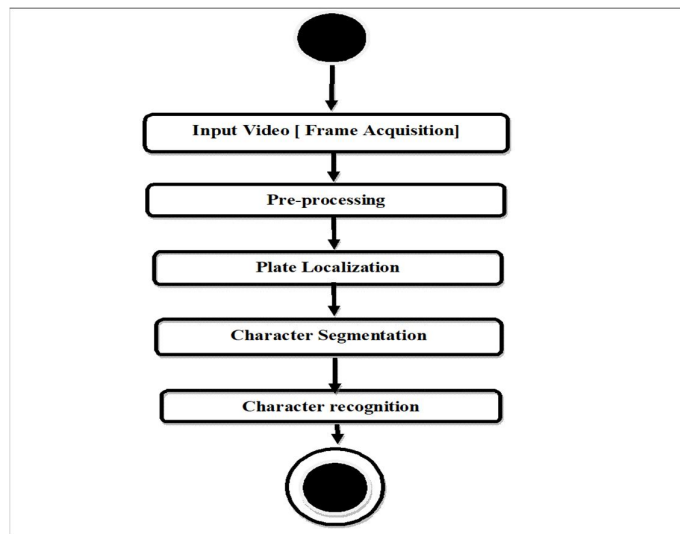 Input Video [ Frame Acquisition]
Pre-processing
Plate Localization
Character Segmentation
Character recognition